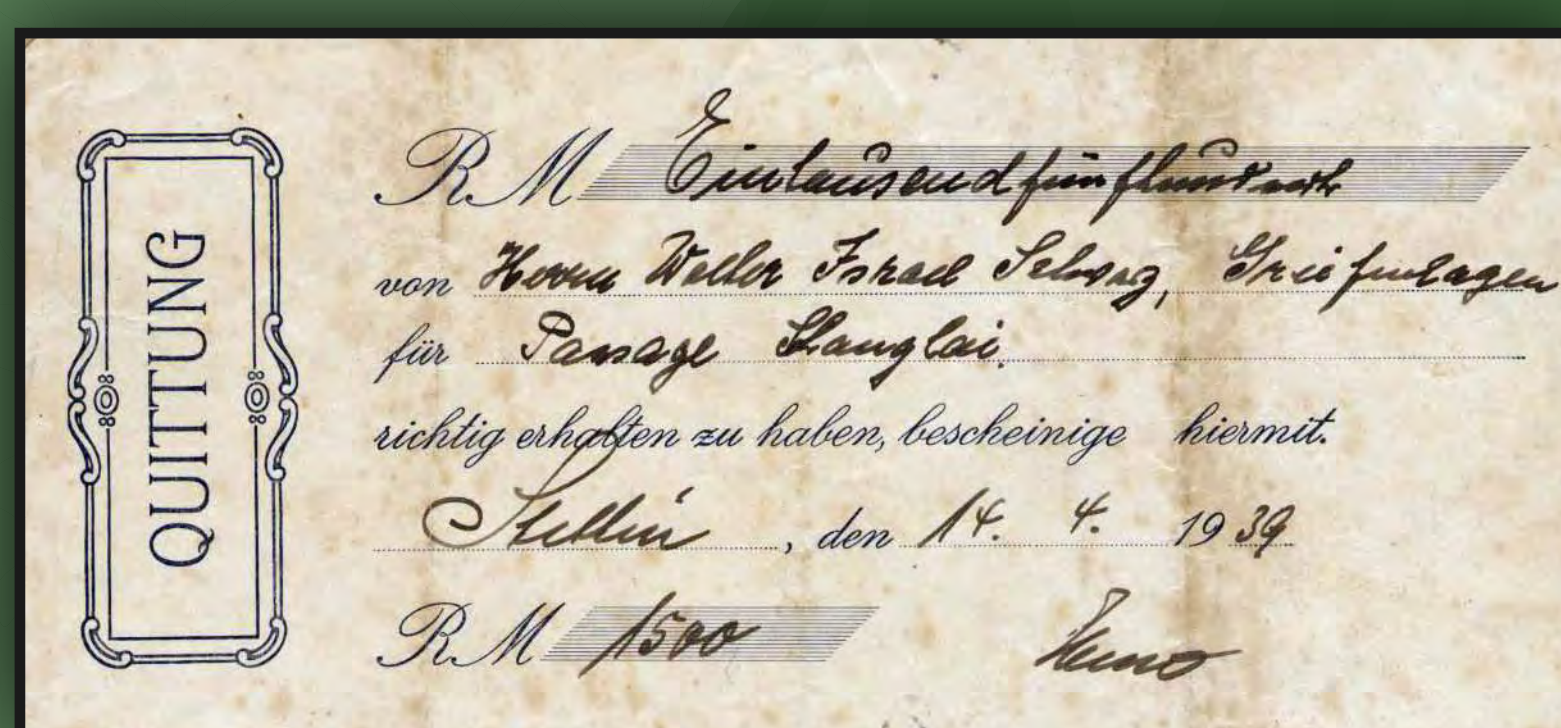 QUITTUNG
RM Eintausendfünfhundert
von Herrn Walter Israel Schwarz, Greifenhagen
für Passage Shanghai.
richtig erhalten zu haben, bescheinige hiermit.
Stettin, den 14. 4. 1939
RM 1500